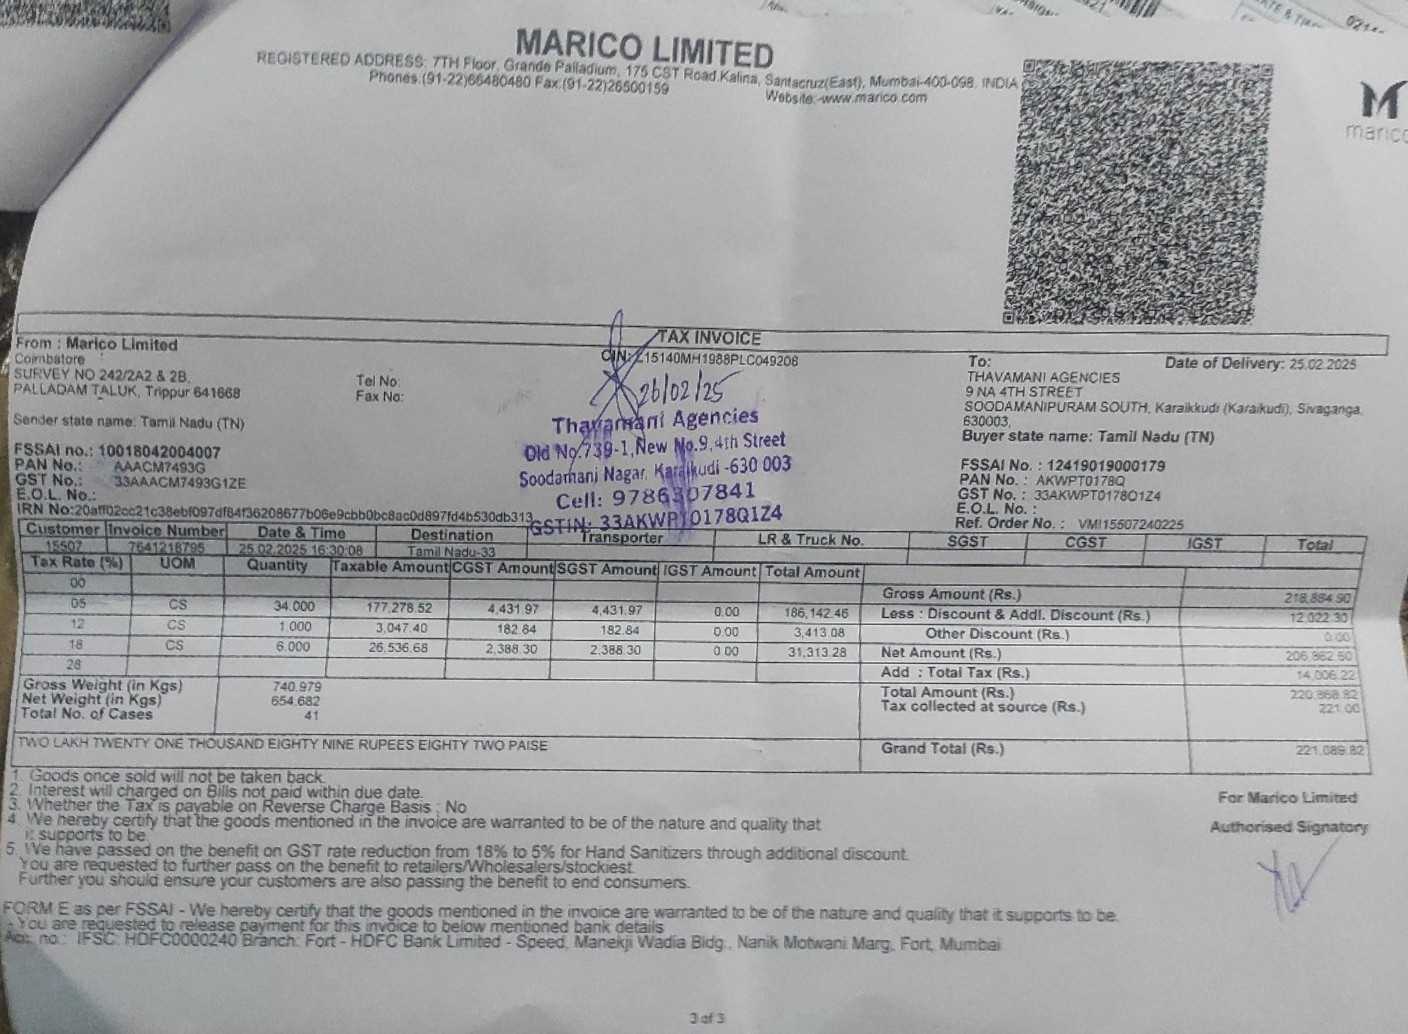 MARICO LIMITED
REGISTERED ADDRESS: 7TH Floor, Grande Palladium, 175 CST Road,Kalina, Santacruz(East), Mumbai-400-098. INDIA
Phones:(91-22)66480480 Fax:(91-22)26500159 Website:-www.marico.com
marico
TAX INVOICE
CIN: L15140MH1988PLC049208
From : Marico Limited
Coimbatore
SURVEY NO 242/2A2 & 2B,
PALLADAM TALUK, Trippur 641668
Sender state name: Tamil Nadu (TN)
FSSAI no.: 10018042004007
PAN No.: AAACM7493G
GST No.: 33AAACM7493G1ZE
E.O.L. No.:
IRN No:20aff02cc21c38ebf097df84f36208677b06e9cbb0bc8ac0d897fd4b530db313
Tel No:
Fax No:
26/02/25
Thavamani Agencies
Old No.739-1,New No.9,4th Street
Soodamani Nagar, Karaikudi -630 003
Cell: 9786307841
GSTIN: 33AKWPT0178Q1Z4
To: Date of Delivery: 25.02.2025
THAVAMANI AGENCIES
9 NA 4TH STREET
SOODAMANIPURAM SOUTH, Karaikkudi (Karaikudi), Sivaganga,
630003,
Buyer state name: Tamil Nadu (TN)
FSSAI No. : 12419019000179
PAN No. : AKWPT0178Q
GST No. : 33AKWPT0178Q1Z4
E.O.L. No. :
Ref. Order No. : VMI15507240225
Customer Invoice Number Date & Time Destination Transporter LR & Truck No. SGST CGST IGST Total
15507 7641218795 25.02.2025 16:30:08 Tamil Nadu-33
Tax Rate (%) UOM Quantity Taxable Amount CGST Amount SGST Amount IGST Amount Total Amount
00
05 CS 34.000 177,278.52 4,431.97 4,431.97 0.00 186,142.46
12 CS 1.000 3,047.40 182.84 182.84 0.00 3,413.08
18 CS 6.000 26,536.68 2,388.30 2,388.30 0.00 31,313.28
28
Gross Amount (Rs.) 218,884.90
Less : Discount & Addl. Discount (Rs.) 12,022.30
Other Discount (Rs.) 0.00
Net Amount (Rs.) 206,862.60
Add : Total Tax (Rs.) 14,006.22
Total Amount (Rs.) 220,868.82
Tax collected at source (Rs.) 221.00
Gross Weight (in Kgs) 740.979
Net Weight (in Kgs) 654.682
Total No. of Cases 41
TWO LAKH TWENTY ONE THOUSAND EIGHTY NINE RUPEES EIGHTY TWO PAISE
Grand Total (Rs.) 221,089.82
1. Goods once sold will not be taken back.
2. Interest will charged on Bills not paid within due date.
3. Whether the Tax is payable on Reverse Charge Basis : No
4. We hereby certify that the goods mentioned in the invoice are warranted to be of the nature and quality that
it supports to be.
5. We have passed on the benefit on GST rate reduction from 18% to 5% for Hand Sanitizers through additional discount.
You are requested to further pass on the benefit to retailers/Wholesalers/stockiest.
Further you should ensure your customers are also passing the benefit to end consumers.
For Marico Limited
Authorised Signatory
FORM E as per FSSAI - We hereby certify that the goods mentioned in the invoice are warranted to be of the nature and quality that it supports to be.
- You are requested to release payment for this invoice to below mentioned bank details
Acc. no.: IFSC: HDFC0000240 Branch: Fort - HDFC Bank Limited - Speed, Manekji Wadia Bldg., Nanik Motwani Marg, Fort, Mumbai
3 of 3